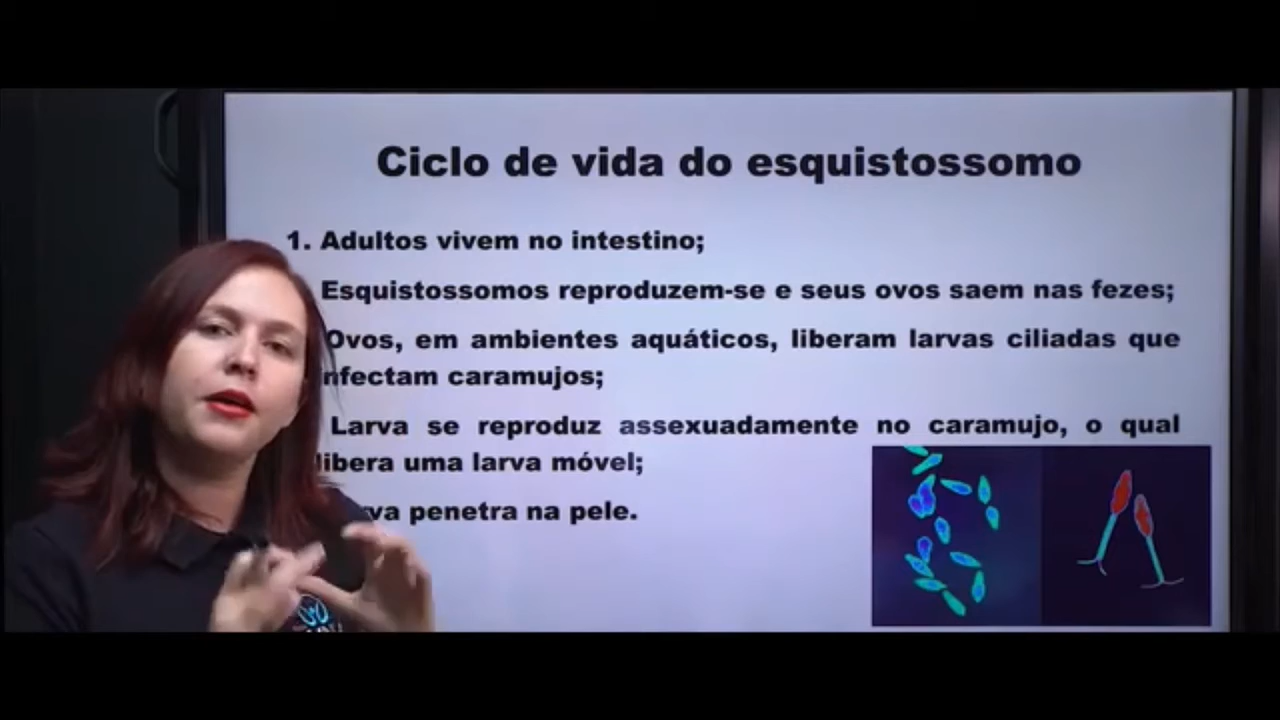 Ciclo de vida do esquistossomo
1. Adultos vivem no intestino;
Esquistossomos reproduzem-se e seus ovos saem nas fezes;
Ovos, em ambientes aquáticos, liberam larvas ciliadas que
nfectam caramujos;
Larva se reproduz assexuadamente no caramujo, o qual
libera uma larva móvel;
va penetra na pele.